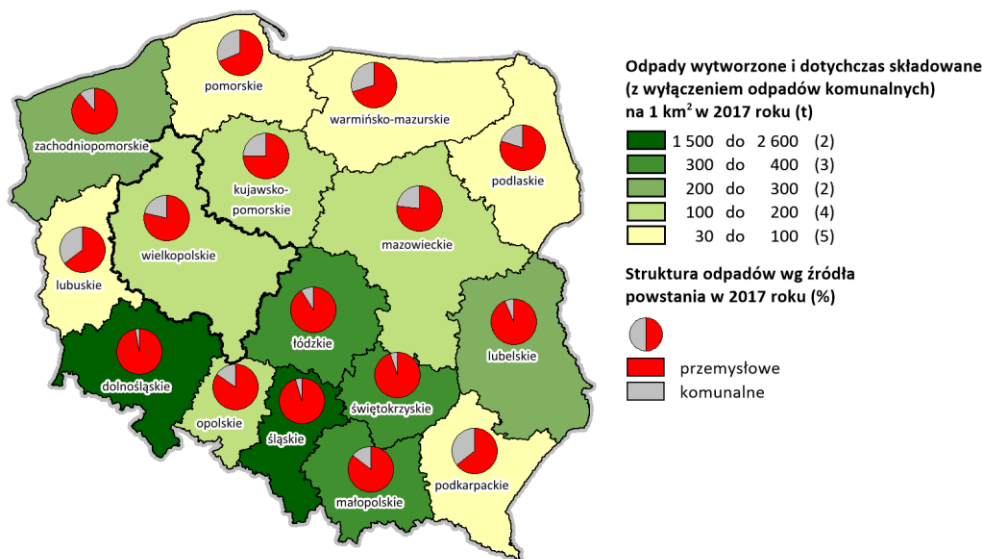 pomorskie
warmińsko-mazurskie
zachodniopomorskie
podlaskie
kujawsko-
pomorskie
mazowieckie
wielkopolskie
lubuskie
łódzkie
lubelskie
dolnośląskie
świętokrzyskie
opolskie
śląskie
podkarpackie
małopolskie
Odpady wytworzone i dotychczas składowane
(z wyłączeniem odpadów komunalnych)
na 1 km² w 2017 roku (t)
1 500 do 2 600 (2)
300 do 400 (3)
200 do 300 (2)
100 do 200 (4)
30 do 100 (5)
Struktura odpadów wg źródła
powstania w 2017 roku (%)
przemysłowe
komunalne